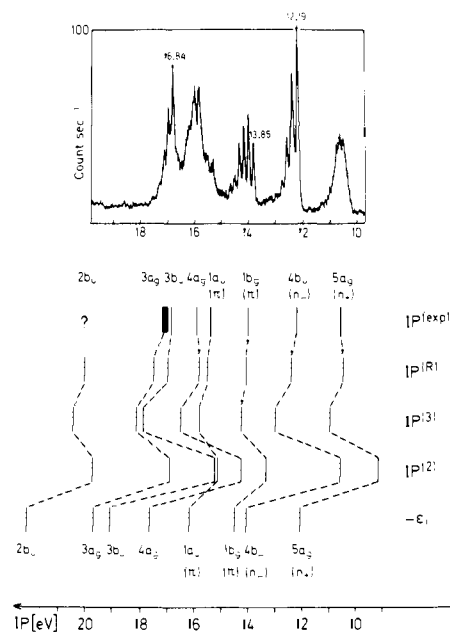 100
12,19
16,84
13,85
Count sec⁻¹
18 16 14 12 10
2bᵤ 3a_g 3bᵤ 4a_g 1aᵤ 1b_g 4bᵤ 5a_g
(π) (π) (n₋) (n₊)
? IP(expt)
IP(R)
IP(3)
IP(2)
-εᵢ
2bᵤ 3a_g 3bᵤ 4a_g 1aᵤ 1b_g 4bᵤ 5a_g
(π) (π) (n₋) (n₊)
IP[eV] 20 18 16 14 12 10